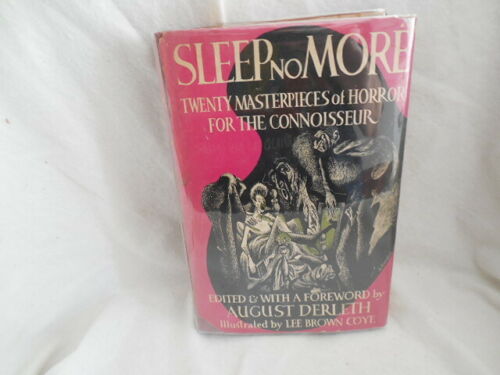 SLEEP NO MORE
TWENTY MASTERPIECES of HORROR
FOR THE CONNOISSEUR
EDITED & WITH A FOREWORD by
AUGUST DERLETH
Illustrated by LEE BROWN COYE